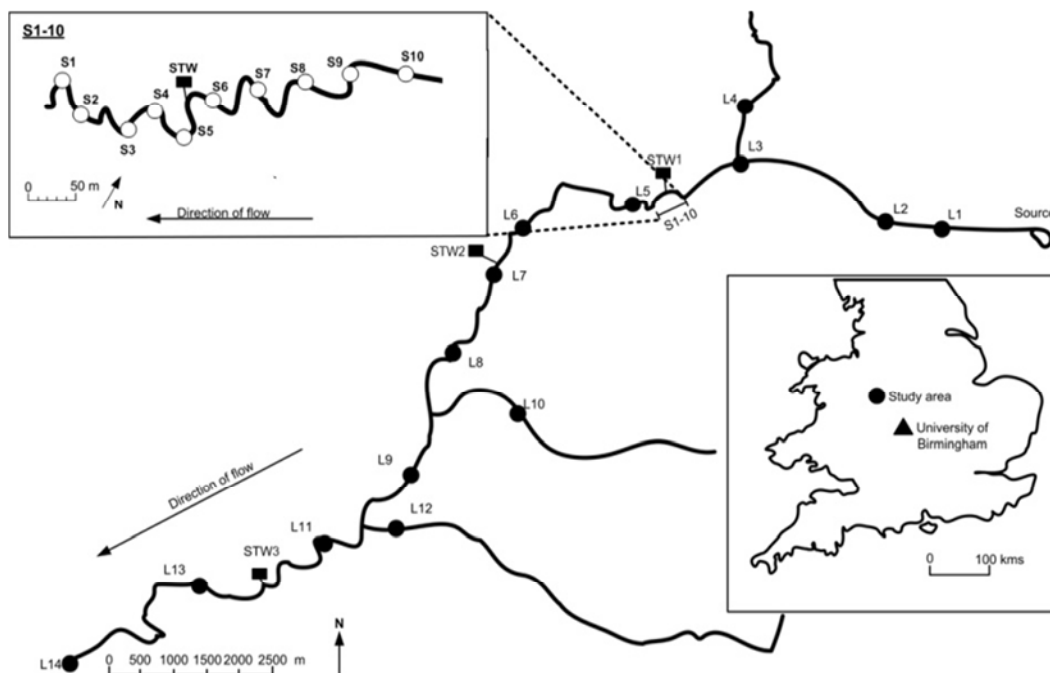 S1-10
S1
S2
S3
S4
STW
S5
S6
S7
S8
S9
S10
0
50 m
N
Direction of flow
L4
L3
STW1
L5
S1-10
L2
L1
Source
L6
STW2
L7
L8
L10
L9
L12
Direction of flow
L11
STW3
L13
L14
0 500 1000 1500 2000 2500 m
N
Study area
University of
Birmingham
0
100 kms